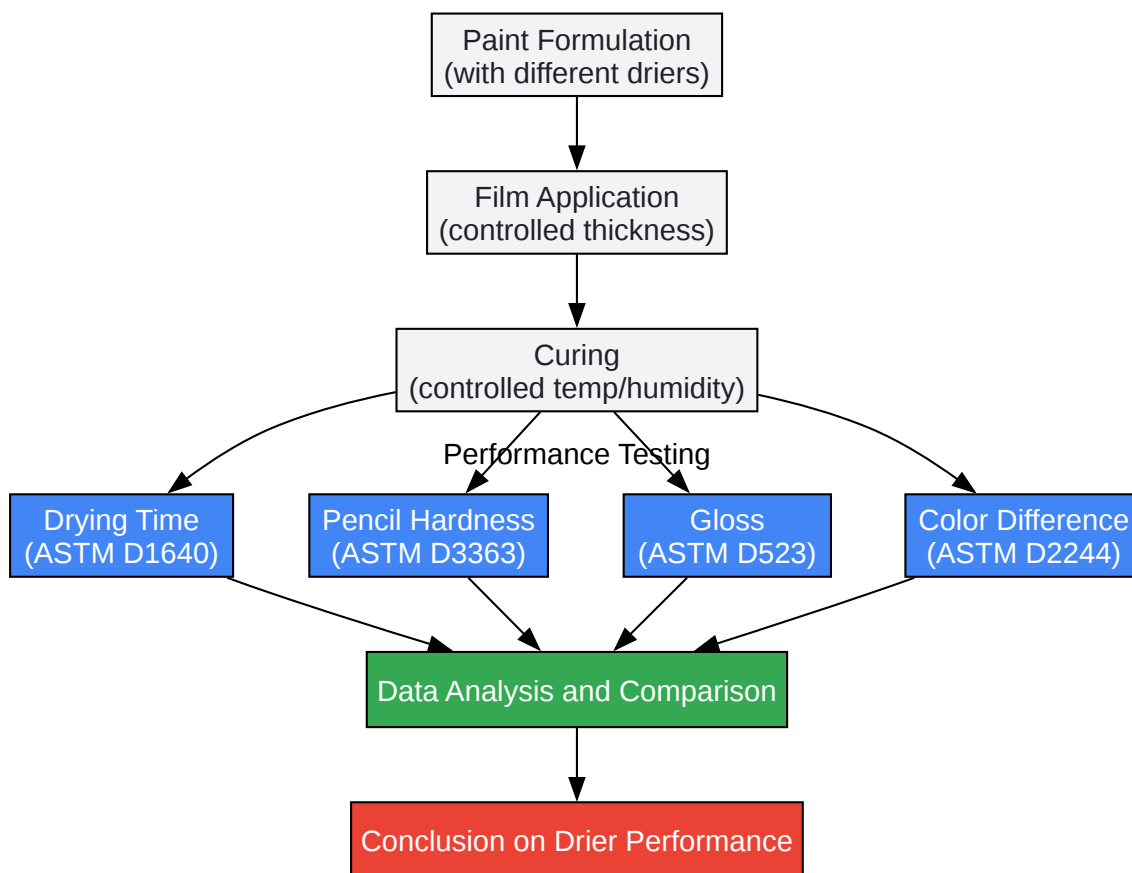 Paint Formulation
(with different driers)
Film Application
(controlled thickness)
Curing
(controlled temp/humidity)
Performance Testing
Drying Time
(ASTM D1640)
Pencil Hardness
(ASTM D3363)
Gloss
(ASTM D523)
Color Difference
(ASTM D2244)
Data Analysis and Comparison
Conclusion on Drier Performance